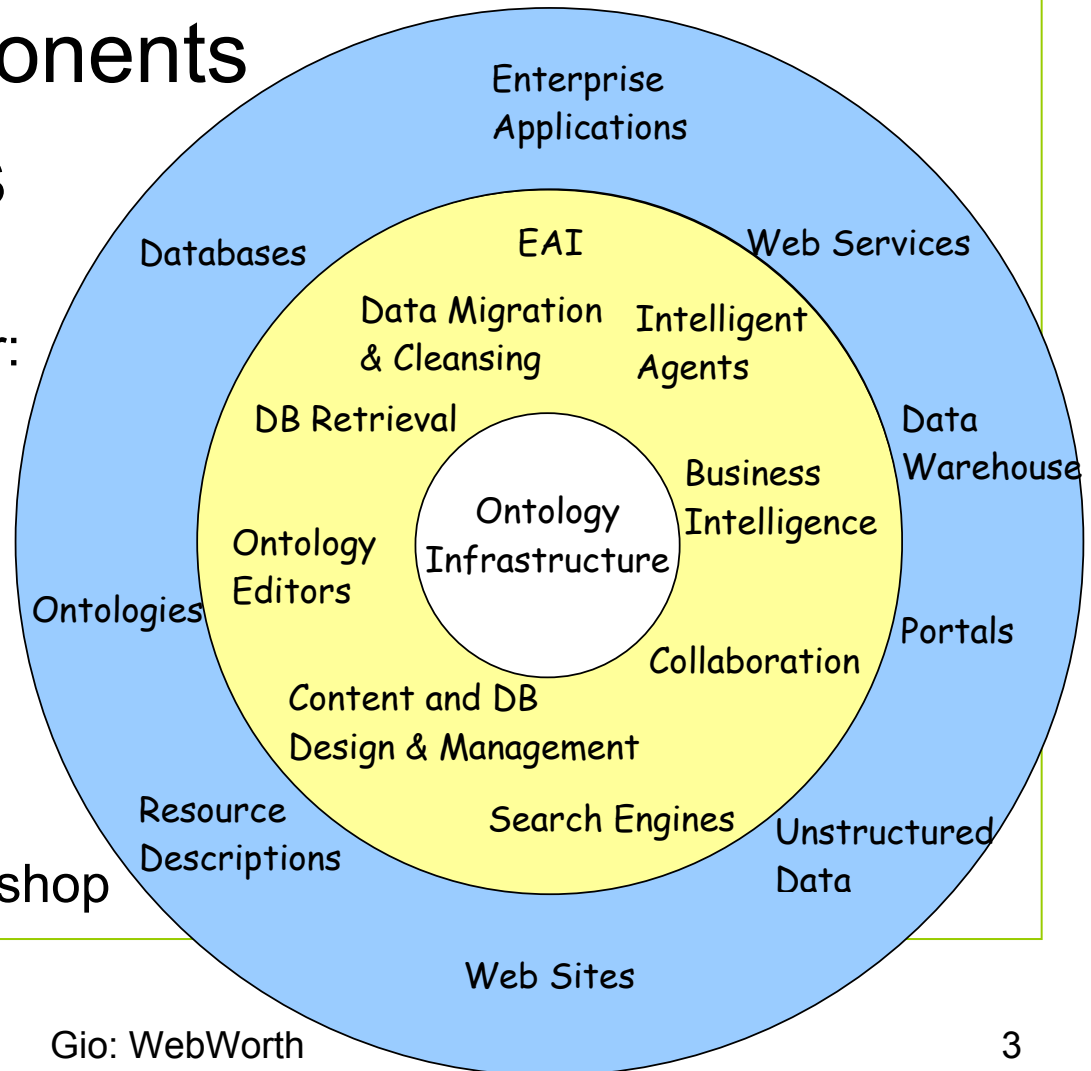 onents
s
r:
Enterprise
Applications
Databases
EAI
Web Services
Data Migration
& Cleansing
Intelligent
Agents
DB Retrieval
Data
Warehouse
Business
Intelligence
Ontology
Infrastructure
Ontology
Editors
Ontologies
Portals
Collaboration
Content and DB
Design & Management
Resource
Descriptions
Search Engines
Unstructured
Data
shop
Web Sites
Gio: WebWorth
3